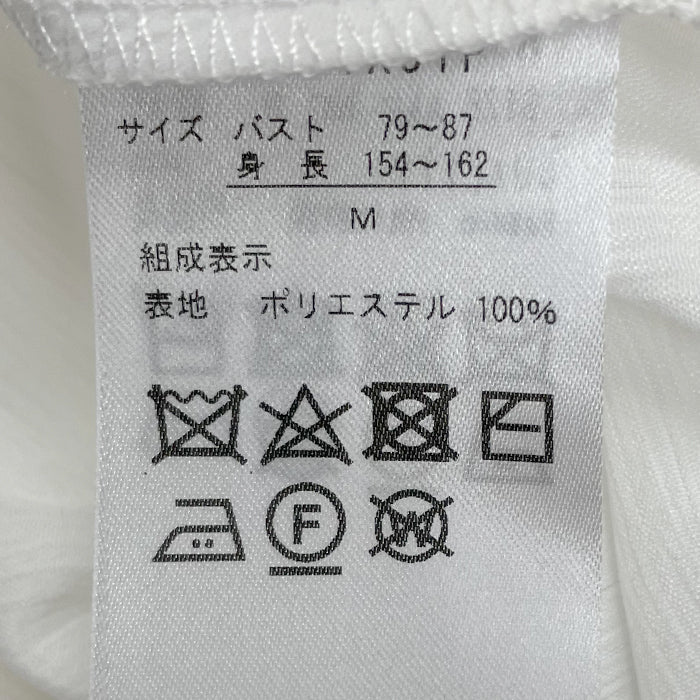 サイズ バスト 79~87
身 長 154~162
M
組成表示
表地 ポリエステル 100%
F
W